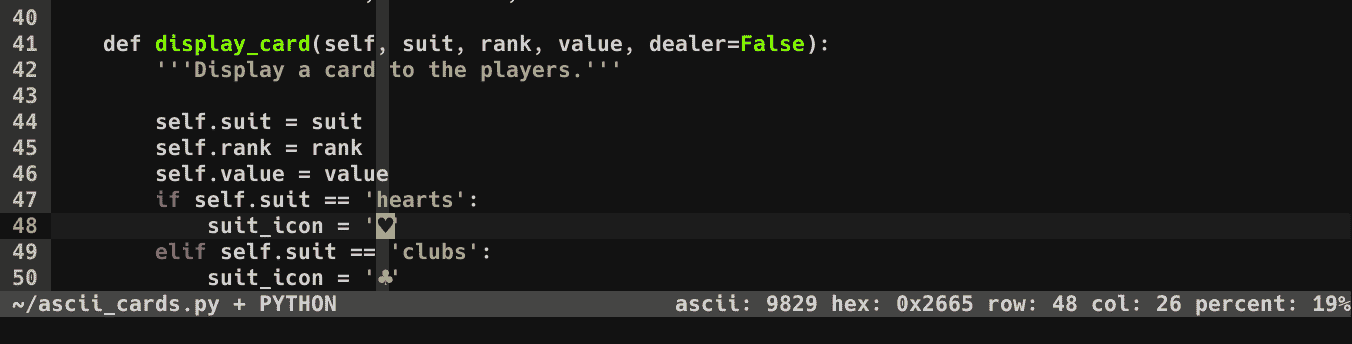 40
41     def display_card(self, suit, rank, value, dealer=False):
42         '''Display a card to the players.'''
43
44         self.suit = suit
45         self.rank = rank
46         self.value = value
47         if self.suit == 'hearts':
48             suit_icon = '♥'
49         elif self.suit == 'clubs':
50             suit_icon = '♣'
~/ascii_cards.py + PYTHON ascii: 9829 hex: 0x2665 row: 48 col: 26 percent: 19%